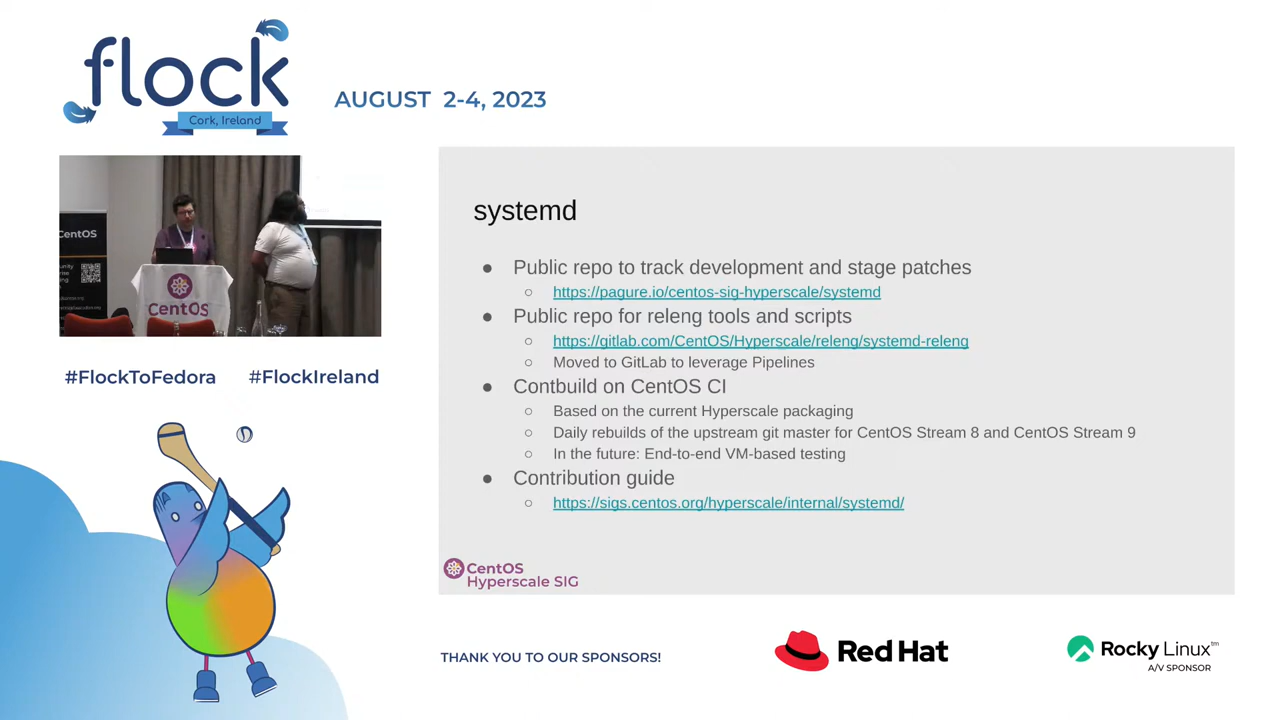 flock
Cork, Ireland
AUGUST 2-4, 2023
CentOS
CentOS
#FlockToFedora #FlockIreland
systemd
● Public repo to track development and stage patches
○ https://pagure.io/centos-sig-hyperscale/systemd
● Public repo for releng tools and scripts
○ https://gitlab.com/CentOS/Hyperscale/releng/systemd-releng
○ Moved to GitLab to leverage Pipelines
● Contbuild on CentOS CI
○ Based on the current Hyperscale packaging
○ Daily rebuilds of the upstream git master for CentOS Stream 8 and CentOS Stream 9
○ In the future: End-to-end VM-based testing
● Contribution guide
○ https://sigs.centos.org/hyperscale/internal/systemd/
CentOS
Hyperscale SIG
THANK YOU TO OUR SPONSORS!
Red Hat
Rocky Linux™
A/V SPONSOR